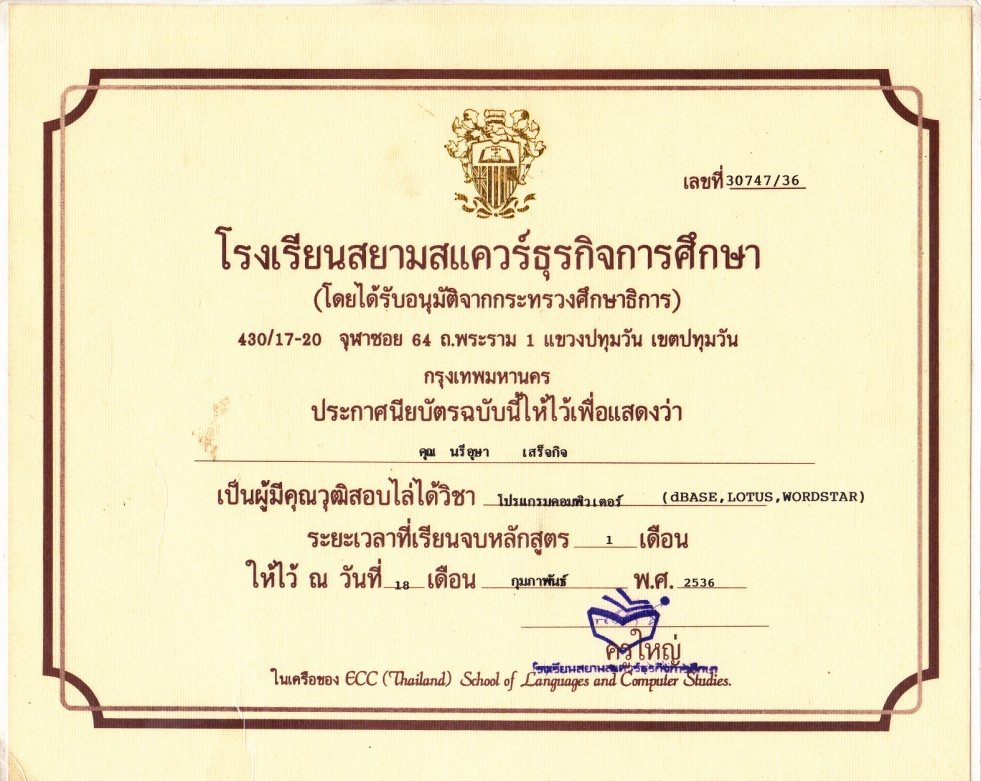 เลขที่ 30747/36
โรงเรียนสยามสแควร์ธุรกิจการศึกษา
(โดยได้รับอนุมัติจากกระทรวงศึกษาธิการ)
430/17-20 จุฬาซอย 64 ถ.พระราม 1 แขวงปทุมวัน เขตปทุมวัน
กรุงเทพมหานคร
ประกาศนียบัตรฉบับนี้ให้ไว้เพื่อแสดงว่า
คุณ นรีอุษา เสร็จกิจ
เป็นผู้มีคุณวุฒิสอบไล่ได้วิชา โปรแกรมคอมพิวเตอร์ (dBASE,LOTUS,WORDSTAR)
ระยะเวลาที่เรียนจบหลักสูตร 1 เดือน
ให้ไว้ ณ วันที่ 18 เดือน กุมภาพันธ์ พ.ศ. 2536
ครูใหญ่
โรงเรียนสยามสแควร์ธุรกิจการศึกษา
ในเครือของ ECC (Thailand) School of Languages and Computer Studies.